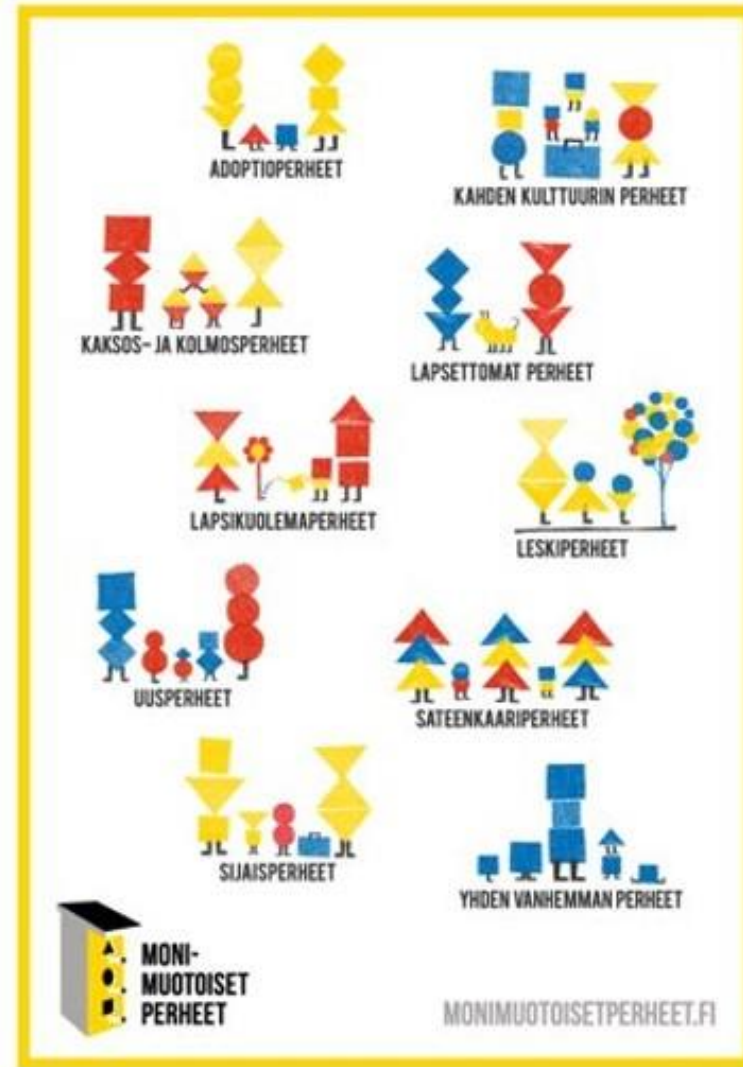 ADOPTIOPERHEET
KAHDEN KULTTUURIN PERHEET
KAKSOS- JA KOLMOSPERHEET
LAPSETTOMAT PERHEET
LAPSIKUOLEMAPERHEET
LESKIPERHEET
UUSPERHEET
SATEENKAARIPERHEET
SIJAISPERHEET
YHDEN VANHEMMAN PERHEET
MONI-
MUOTOISET
PERHEET
MONIMUOTOISETPERHEET.FI